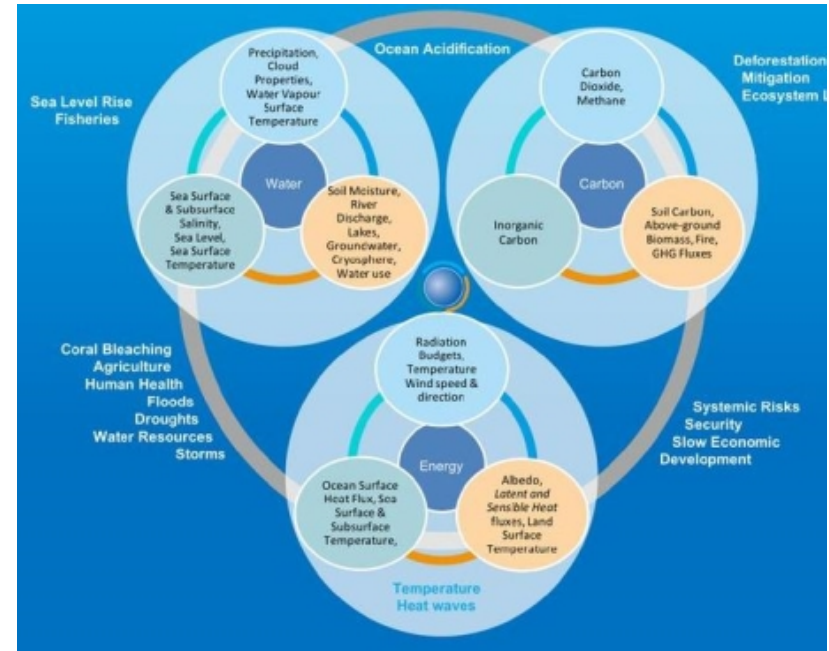 Ocean Acidification
Sea Level Rise
Fisheries
Deforestation
Mitigation
Ecosystem L
Precipitation,
Cloud
Properties,
Water Vapour
Surface
Temperature
Water
Sea Surface
& Subsurface
Salinity,
Sea Level,
Sea Surface
Temperature
Soil Moisture,
River
Discharge,
Lakes,
Groundwater,
Cryosphere,
Water use
Carbon
Dioxide,
Methane
Carbon
Inorganic
Carbon
Soil Carbon,
Above-ground
Biomass, Fire,
GHG Fluxes
Coral Bleaching
Agriculture
Human Health
Floods
Droughts
Water Resources
Storms
Radiation
Budgets,
Temperature
Wind speed &
direction
Energy
Ocean Surface
Heat Flux, Sea
Surface &
Subsurface
Temperature,
Albedo,
Latent and
Sensible Heat
fluxes, Land
Surface
Temperature
Systemic Risks
Security
Slow Economic
Development
Temperature
Heat waves